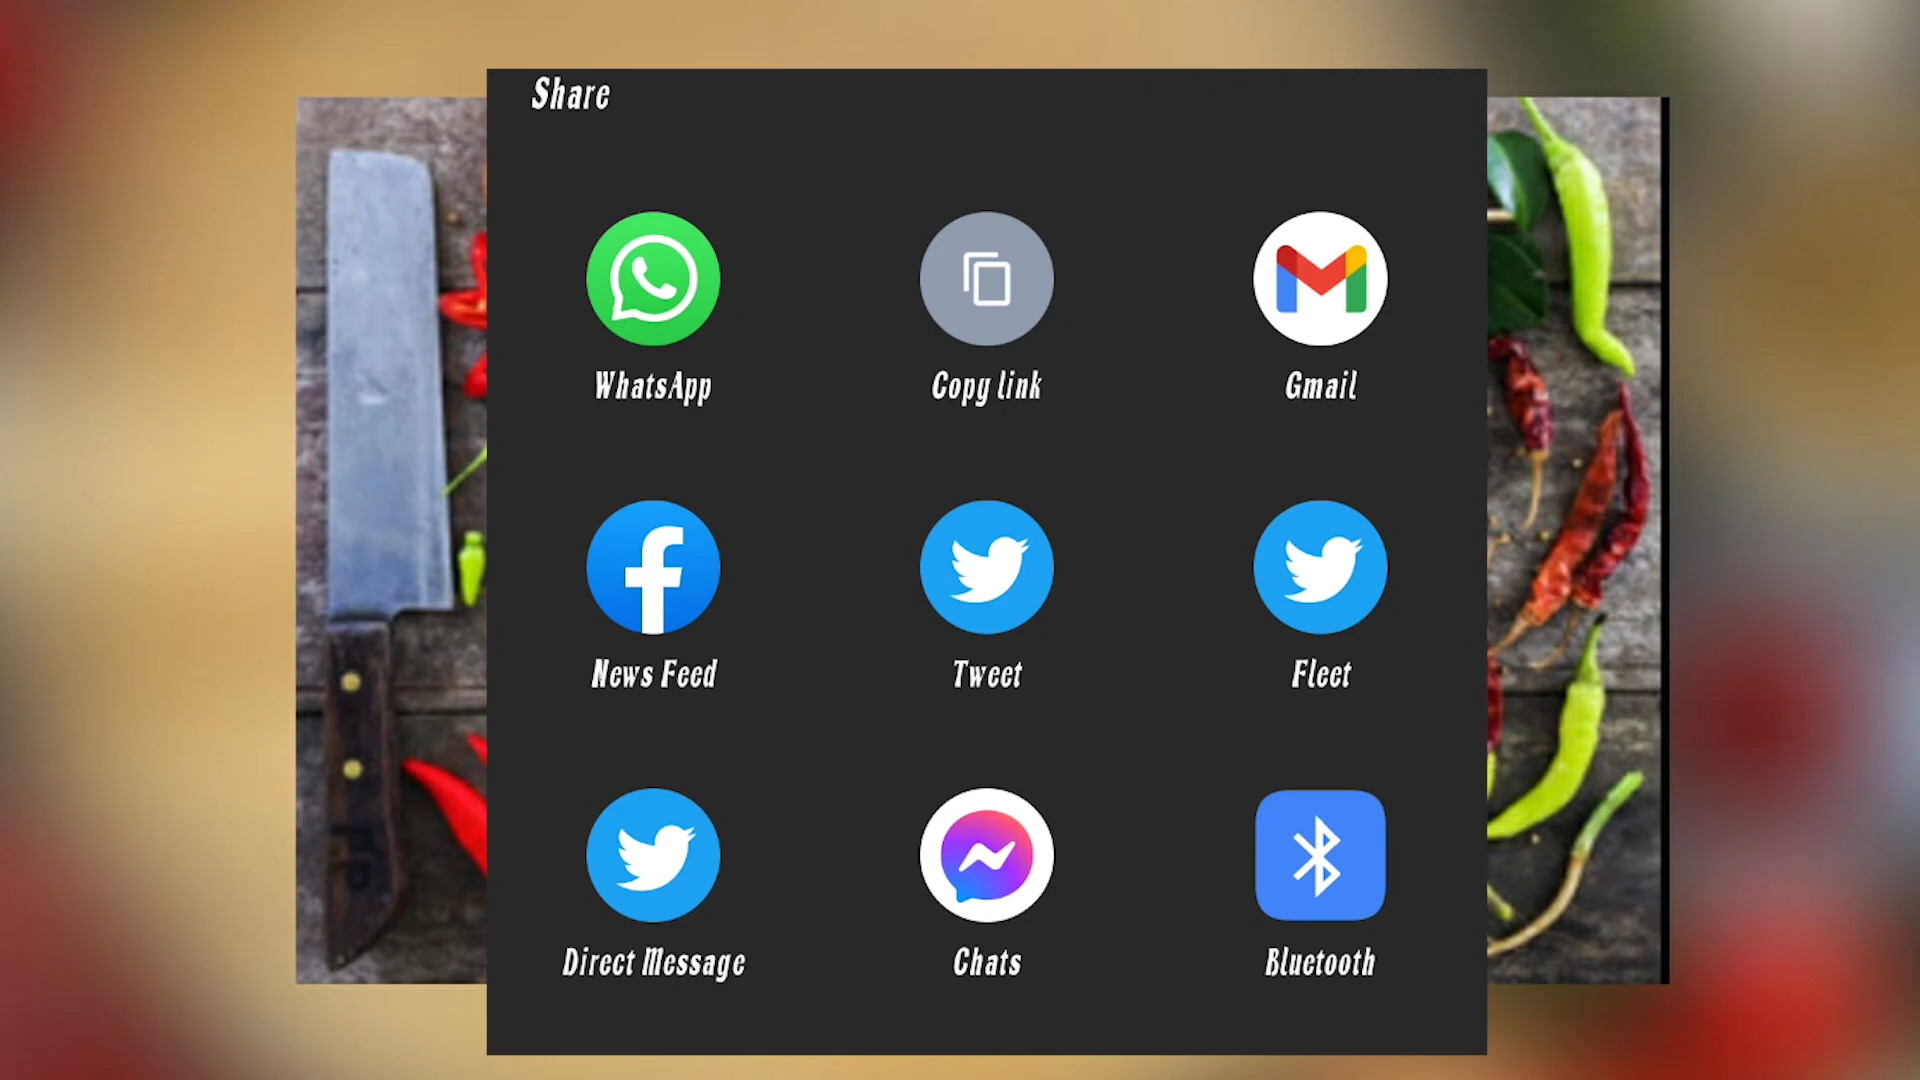 Share
WhatsApp
Copy link
Gmail
News Feed
Tweet
Fleet
Direct Message
Chats
Bluetooth